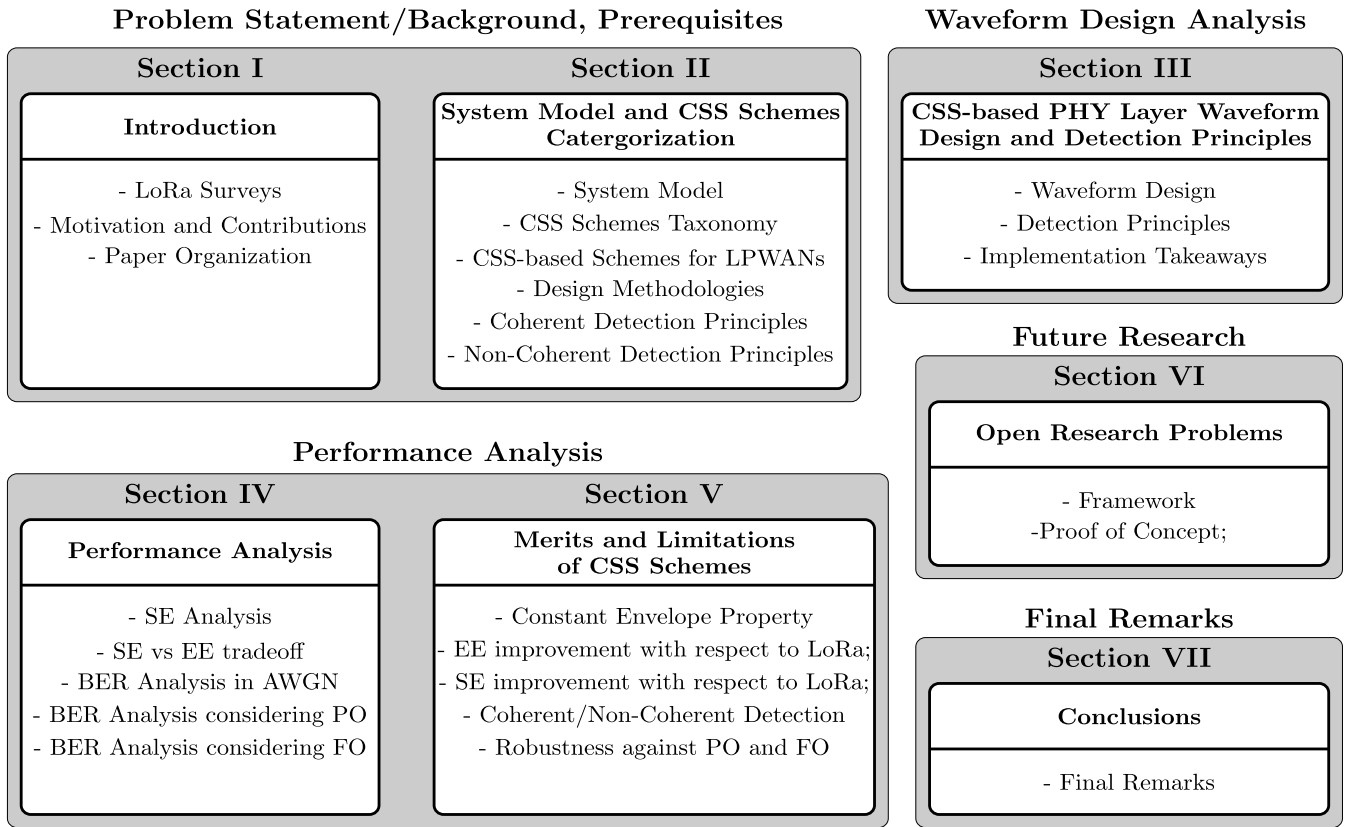 Problem Statement/Background, Prerequisites
Section I
Introduction
- LoRa Surveys
- Motivation and Contributions
- Paper Organization
Section II
System Model and CSS Schemes
Catergorization
- System Model
- CSS Schemes Taxonomy
- CSS-based Schemes for LPWANs
- Design Methodologies
- Coherent Detection Principles
- Non-Coherent Detection Principles
Waveform Design Analysis
Section III
CSS-based PHY Layer Waveform
Design and Detection Principles
- Waveform Design
- Detection Principles
- Implementation Takeaways
Performance Analysis
Section IV
Performance Analysis
- SE Analysis
- SE vs EE tradeoff
- BER Analysis in AWGN
- BER Analysis considering PO
- BER Analysis considering FO
Section V
Merits and Limitations
of CSS Schemes
- Constant Envelope Property
- EE improvement with respect to LoRa;
- SE improvement with respect to LoRa;
- Coherent/Non-Coherent Detection
- Robustness against PO and FO
Future Research
Section VI
Open Research Problems
- Framework
-Proof of Concept;
Final Remarks
Section VII
Conclusions
- Final Remarks